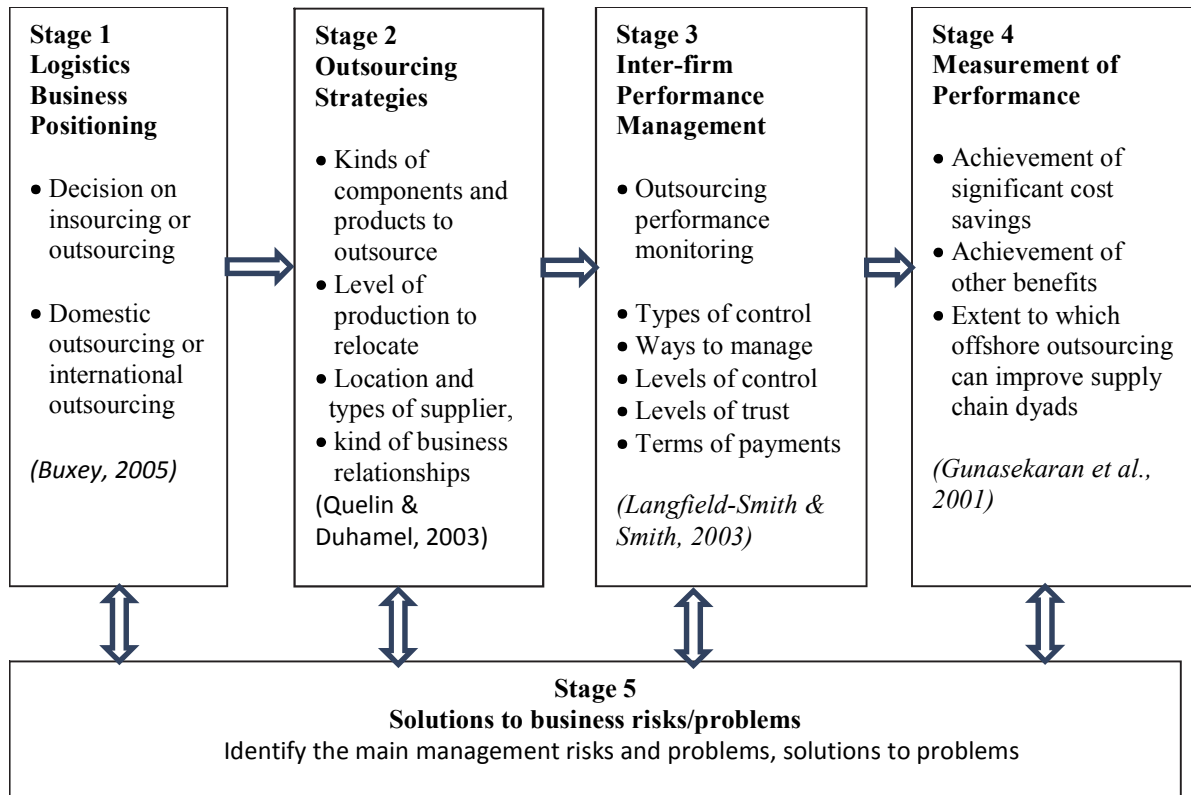 Stage 1
Logistics
Business
Positioning
• Decision on
insourcing or
outsourcing
• Domestic
outsourcing or
international
outsourcing
(Buxey, 2005)
Stage 2
Outsourcing
Strategies
• Kinds of
components and
products to
outsource
• Level of
production to
relocate
• Location and
types of supplier,
• kind of business
relationships
(Quelin &
Duhamel, 2003)
Stage 3
Inter-firm
Performance
Management
• Outsourcing
performance
monitoring
• Types of control
• Ways to manage
• Levels of control
• Levels of trust
• Terms of payments
(Langfield-Smith &
Smith, 2003)
Stage 4
Measurement of
Performance
• Achievement of
significant cost
savings
• Achievement of
other benefits
• Extent to which
offshore outsourcing
can improve supply
chain dyads
(Gunasekaran et al.,
2001)
Stage 5
Solutions to business risks/problems
Identify the main management risks and problems, solutions to problems